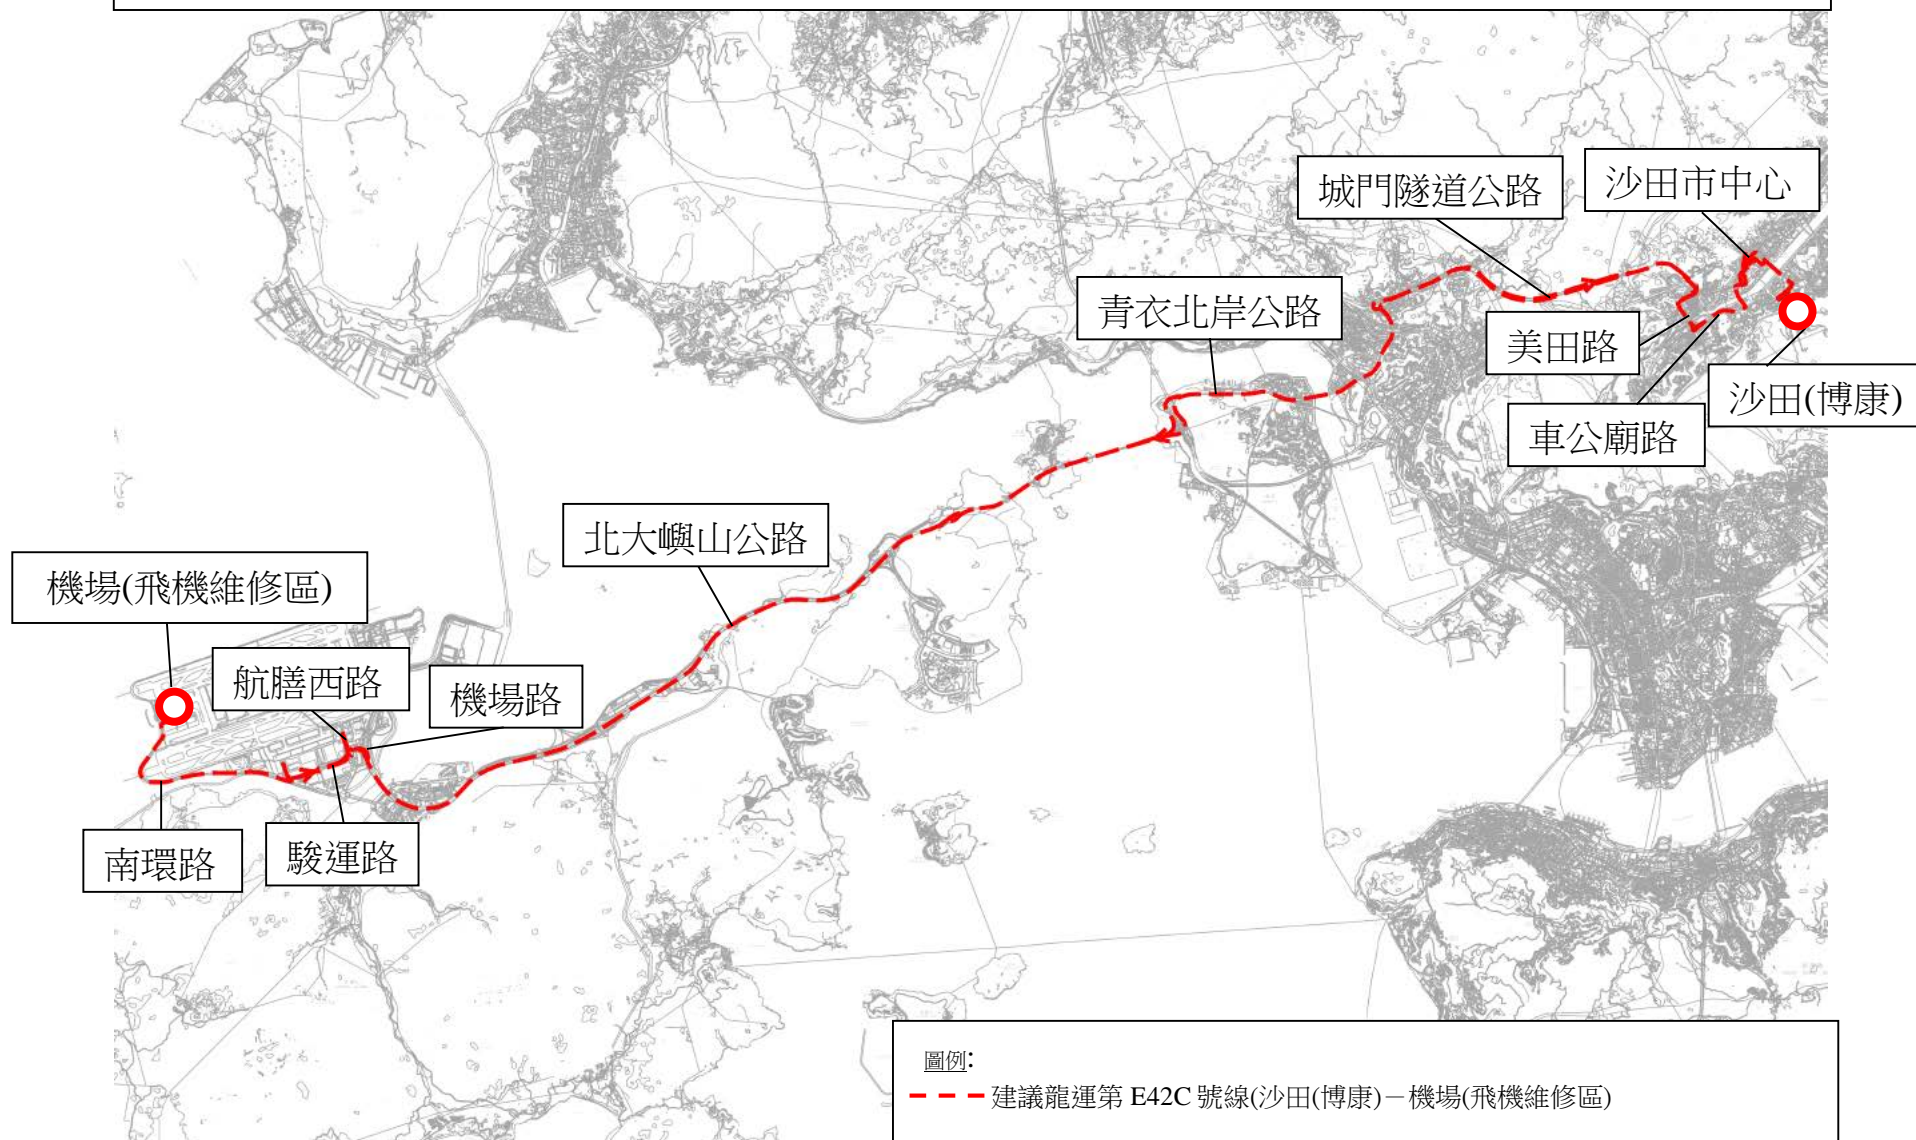 沙田市中心
城門隧道公路
青衣北岸公路
美田路
沙田(博康)
車公廟路
北大嶼山公路
機場(飛機維修區)
航膳西路
機場路
南環路
駿運路
圖例:
建議龍運第 E42C 號線(沙田(博康)－機場(飛機維修區)